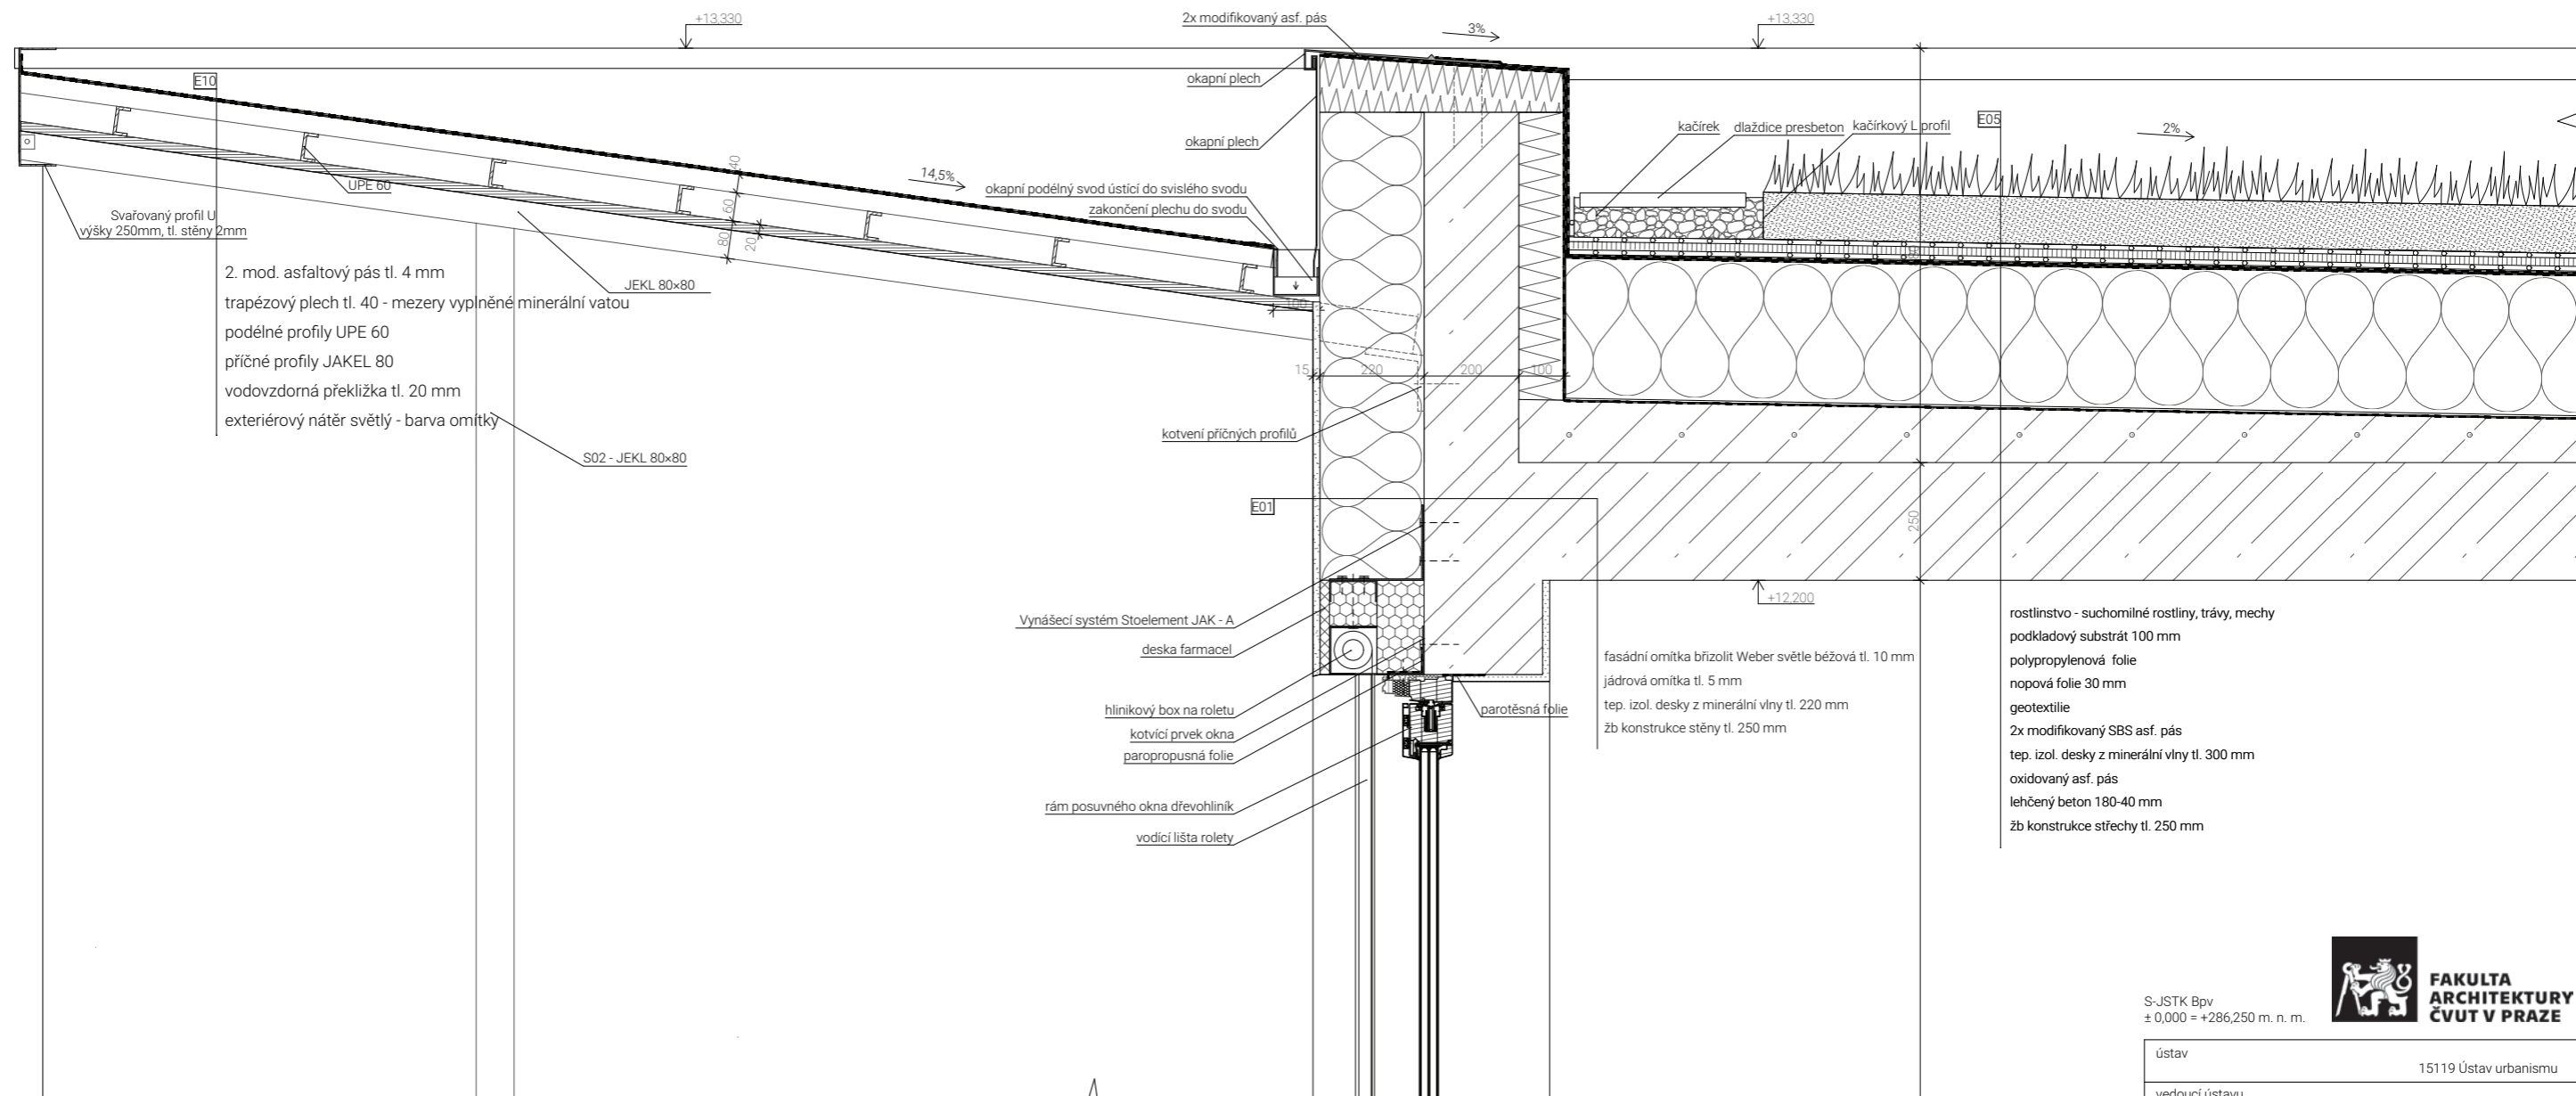 +13,330
2x modifikovaný asf. pás
3%
+13,330
E10
okapní plech
okapní plech
kačírek
dlaždice presbeton
kačírkový L profil
E05
2%
UPE 60
40
60
80
20
14,5%
okapní podélný svod ústící do svislého svodu
zakončení plechu do svodu
Svařovaný profil U
výšky 250mm, tl. stěny 2mm
2. mod. asfaltový pás tl. 4 mm
trapézový plech tl. 40 - mezery vyplněné minerální vatou
podélné profily UPE 60
příčné profily JAKEL 80
vodovzdorná překližka tl. 20 mm
exteriérový nátěr světlý - barva omítky
JEKL 80×80
100
15
220
200
100
kotvení příčných profilů
S02 - JEKL 80×80
E01
250
+12,200
Vynášecí systém Stoelement JAK - A
deska farmacel
hlinikový box na roletu
kotvící prvek okna
paropropusná folie
rám posuvného okna dřevohliník
vodící lišta rolety
parotěsná folie
fasádní omítka břizolit Weber světle béžová tl. 10 mm
jádrová omítka tl. 5 mm
tep. izol. desky z minerální vlny tl. 220 mm
žb konstrukce stěny tl. 250 mm
rostlinstvo - suchomilné rostliny, trávy, mechy
podkladový substrát 100 mm
polypropylenová folie
nopová folie 30 mm
geotextilie
2x modifikovaný SBS asf. pás
tep. izol. desky z minerální vlny tl. 300 mm
oxidovaný asf. pás
lehčený beton 180-40 mm
žb konstrukce střechy tl. 250 mm
S-JSTK Bpv
± 0,000 = +286,250 m. n. m.
FAKULTA
ARCHITEKTURY
ČVUT V PRAZE
ústav
15119 Ústav urbanismu
vedoucí ústavu